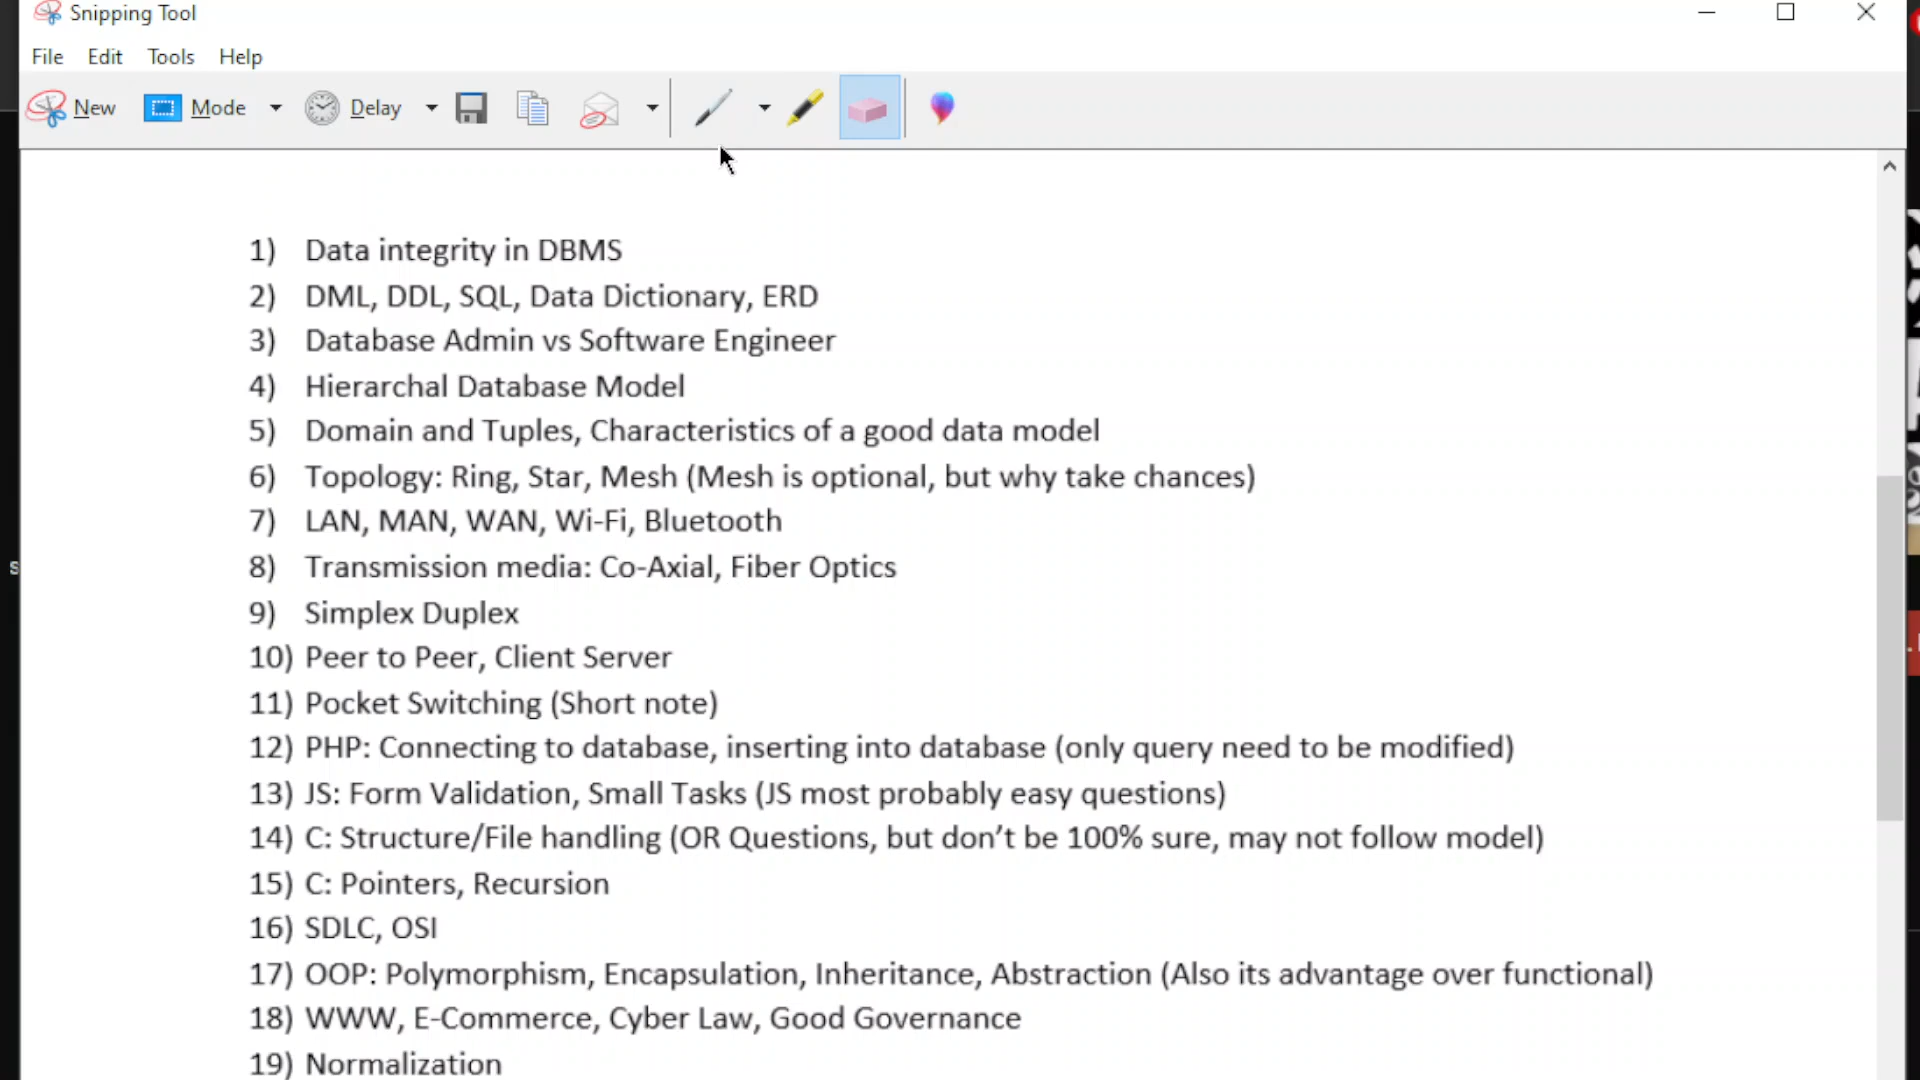 Snipping Tool
File Edit Tools Help
New Mode Delay
1) Data integrity in DBMS
2) DML, DDL, SQL, Data Dictionary, ERD
3) Database Admin vs Software Engineer
4) Hierarchal Database Model
5) Domain and Tuples, Characteristics of a good data model
6) Topology: Ring, Star, Mesh (Mesh is optional, but why take chances)
7) LAN, MAN, WAN, Wi-Fi, Bluetooth
8) Transmission media: Co-Axial, Fiber Optics
9) Simplex Duplex
10) Peer to Peer, Client Server
11) Pocket Switching (Short note)
12) PHP: Connecting to database, inserting into database (only query need to be modified)
13) JS: Form Validation, Small Tasks (JS most probably easy questions)
14) C: Structure/File handling (OR Questions, but don’t be 100% sure, may not follow model)
15) C: Pointers, Recursion
16) SDLC, OSI
17) OOP: Polymorphism, Encapsulation, Inheritance, Abstraction (Also its advantage over functional)
18) WWW, E-Commerce, Cyber Law, Good Governance
19) Normalization